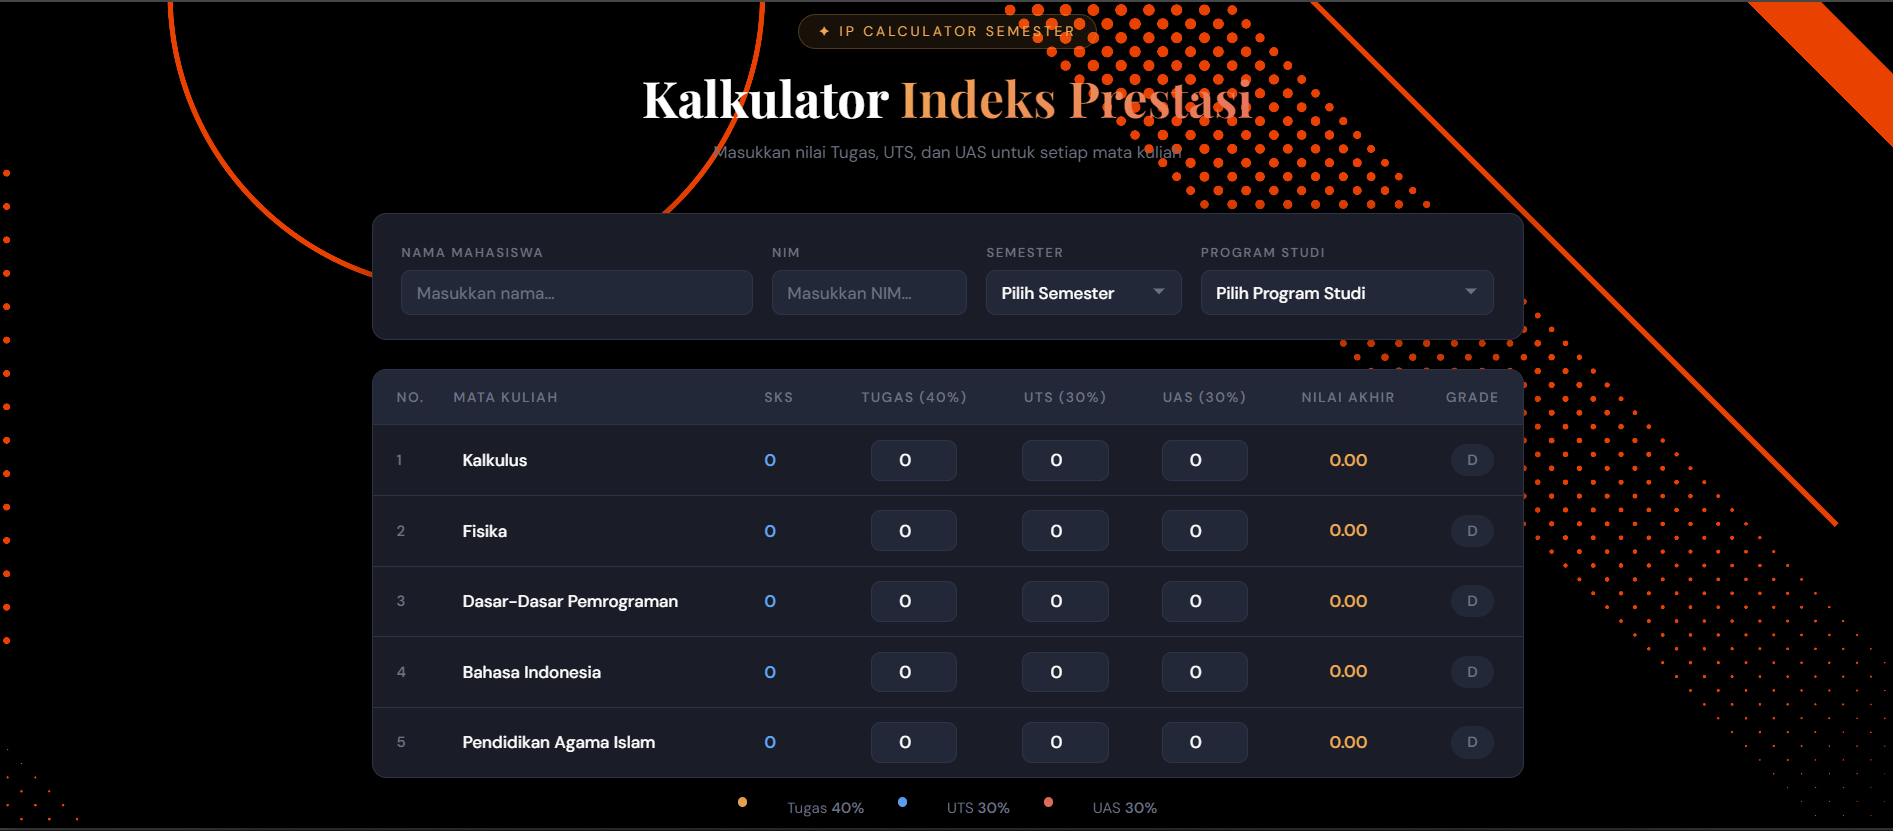 ✦ IP CALCULATOR SEMESTER
Kalkulator Indeks Prestasi
Masukkan nilai Tugas, UTS, dan UAS untuk setiap mata kuliah
NAMA MAHASISWA NIM SEMESTER PROGRAM STUDI
Masukkan nama... Masukkan NIM... Pilih Semester Pilih Program Studi
NO. MATA KULIAH SKS TUGAS (40%) UTS (30%) UAS (30%) NILAI AKHIR GRADE
1 Kalkulus 0 0 0 0 0.00 D
2 Fisika 0 0 0 0 0.00 D
3 Dasar-Dasar Pemrograman 0 0 0 0 0.00 D
4 Bahasa Indonesia 0 0 0 0 0.00 D
5 Pendidikan Agama Islam 0 0 0 0 0.00 D
Tugas 40% UTS 30% UAS 30%